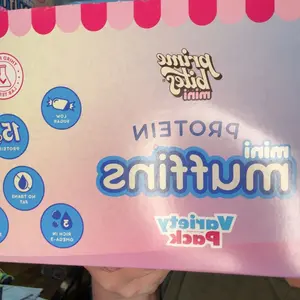 prime
bites
mini
PROTEIN
mini
muffins
Variety
Pack
LOW
SUGAR
15
PROTEIN
NO TRANS
FAT
RICH IN
OMEGA-3